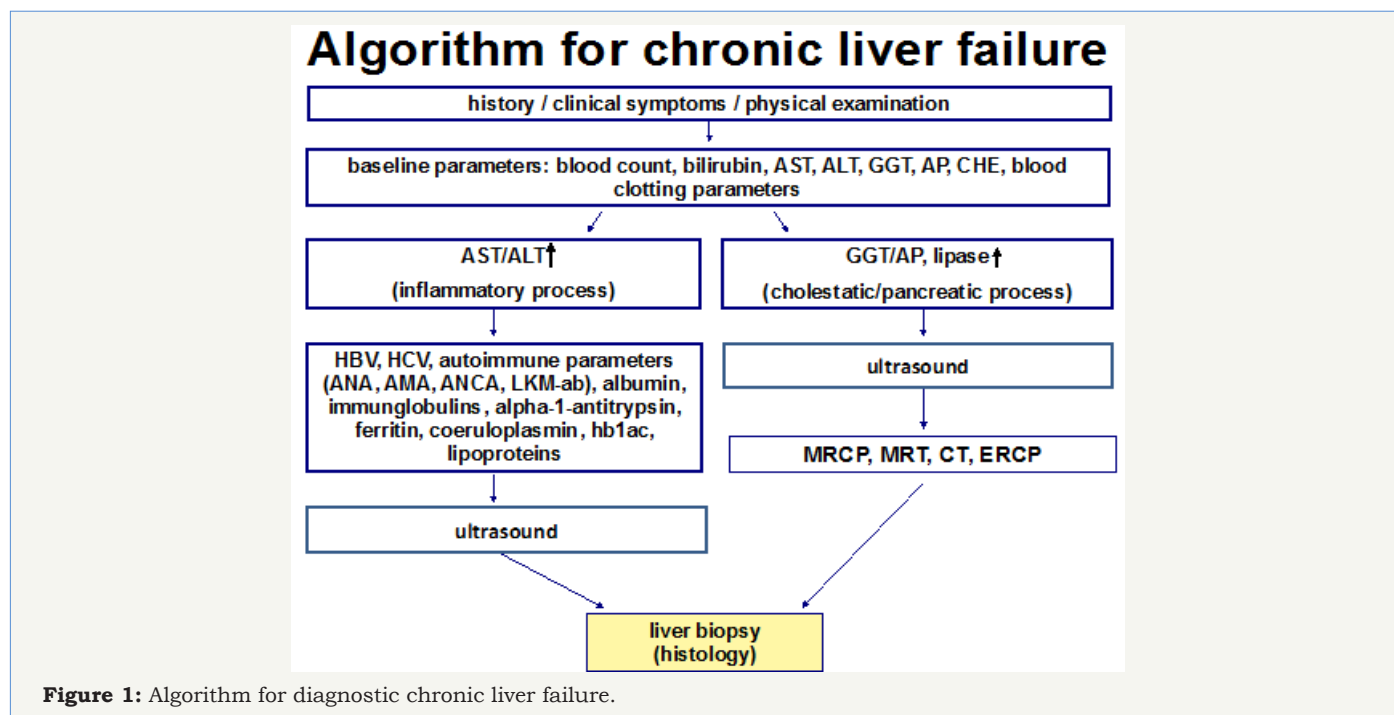 Algorithm for chronic liver failure
history / clinical symptoms / physical examination
baseline parameters: blood count, bilirubin, AST, ALT, GGT, AP, CHE, blood
clotting parameters
AST/ALT↑
(inflammatory process)
GGT/AP, lipase↑
(cholestatic/pancreatic process)
HBV, HCV, autoimmune parameters
(ANA, AMA, ANCA, LKM-ab), albumin,
immunglobulins, alpha-1-antitrypsin,
ferritin, coeruloplasmin, hb1ac,
lipoproteins
ultrasound
MRCP, MRT, CT, ERCP
ultrasound
liver biopsy
(histology)
Figure 1: Algorithm for diagnostic chronic liver failure.